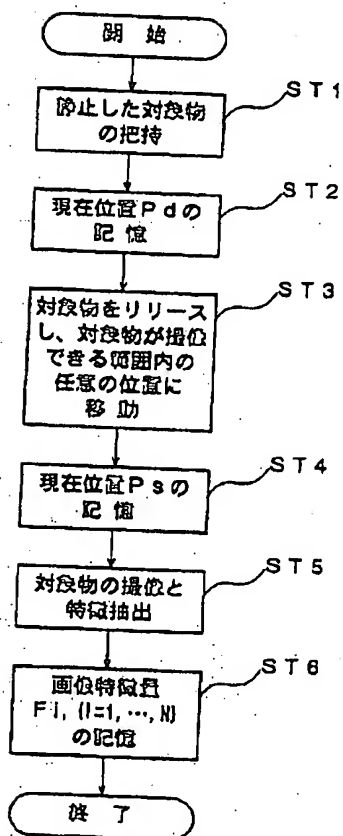 開始
ST1
静止した対象物
の把持
ST2
現在位置Pdの
記憶
ST3
対象物をリリース
し、対象物が撮像
できる範囲内の
任意の位置に
移動
ST4
現在位置Psの
記憶
ST5
対象物の撮像と
特徴抽出
ST6
画像特徴量
Fi, (i=1, …, N)
の記憶
終了